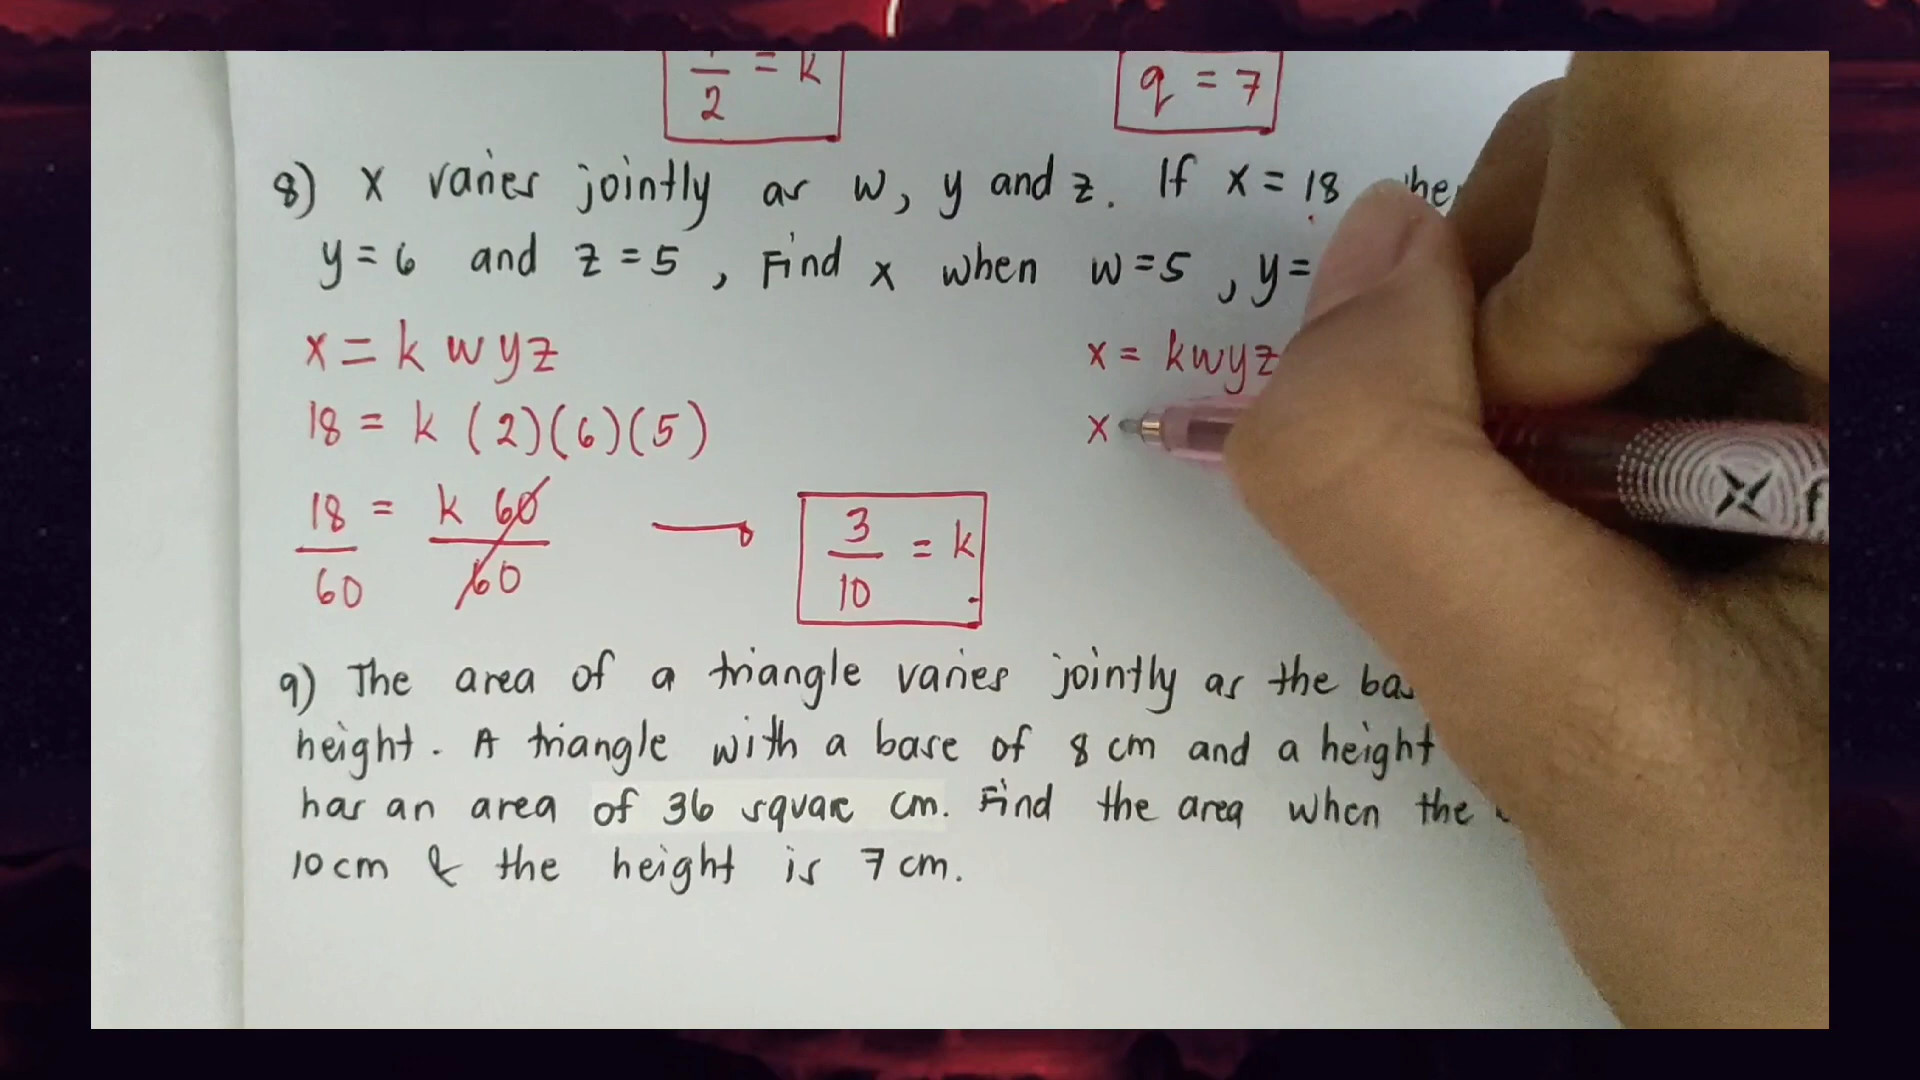 2 = k
q = 7
8) x varies jointly as w, y and z. If x = 18
y = 6 and z = 5, Find x when w = 5, y =
x = k w y z
x = kwyz
18 = k (2)(6)(5)
x
18 = k 60
60 60
3 = k
10
9) The area of a triangle varies jointly as the
height. A triangle with a base of 8 cm and a height
has an area of 36 square cm. Find the area when the
10 cm & the height is 7 cm.